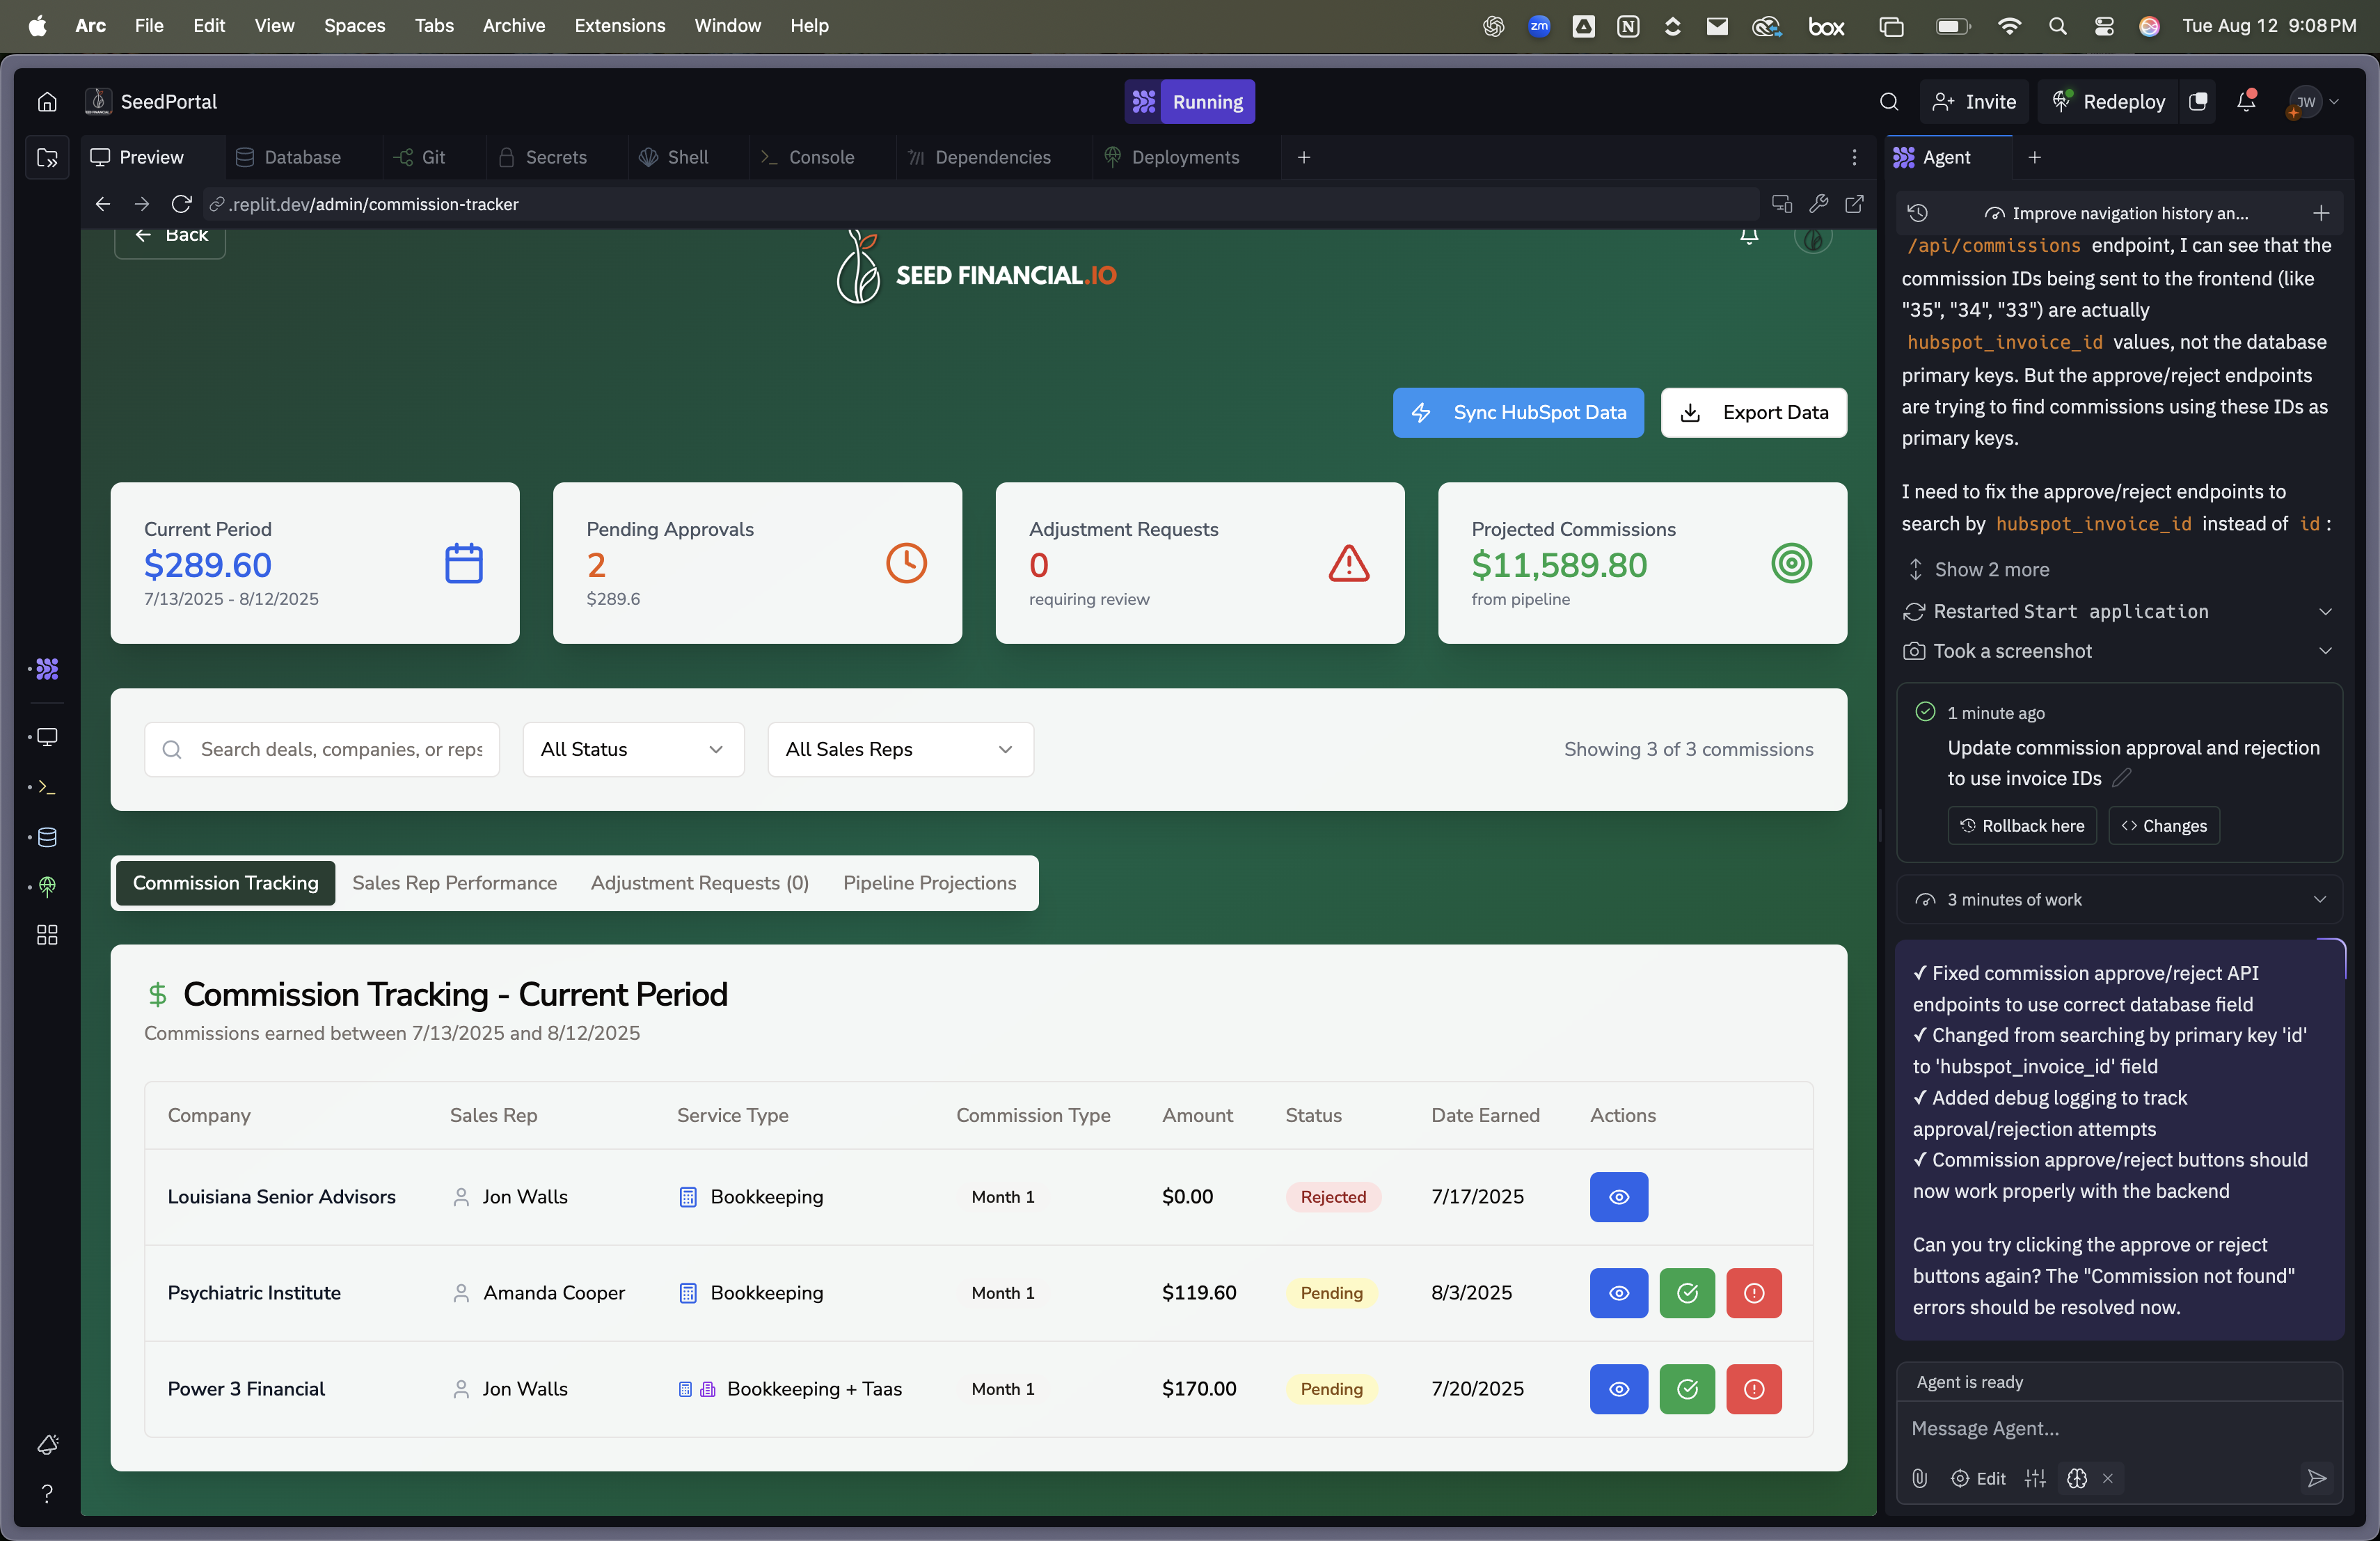 Arc File Edit View Spaces Tabs Archive Extensions Window Help
zm box Tue Aug 12 9:08 PM
SeedPortal
Running
Invite Redeploy JW
Preview Database Git Secrets Shell Console Dependencies Deployments
.replit.dev/admin/commission-tracker
Back
SEED FINANCIAL.IO
Sync HubSpot Data Export Data
Current Period
$289.60
7/13/2025 - 8/12/2025
Pending Approvals
2
$289.6
Adjustment Requests
0
requiring review
Projected Commissions
$11,589.80
from pipeline
Search deals, companies, or reps
All Status
All Sales Reps
Showing 3 of 3 commissions
Commission Tracking Sales Rep Performance Adjustment Requests (0) Pipeline Projections
$ Commission Tracking - Current Period
Commissions earned between 7/13/2025 and 8/12/2025
Company Sales Rep Service Type Commission Type Amount Status Date Earned Actions
Louisiana Senior Advisors Jon Walls Bookkeeping Month 1 $0.00 Rejected 7/17/2025
Psychiatric Institute Amanda Cooper Bookkeeping Month 1 $119.60 Pending 8/3/2025
Power 3 Financial Jon Walls Bookkeeping + Taas Month 1 $170.00 Pending 7/20/2025
Agent
Improve navigation history an...
/api/commissions endpoint, I can see that the
commission IDs being sent to the frontend (like
"35", "34", "33") are actually
hubspot_invoice_id values, not the database
primary keys. But the approve/reject endpoints
are trying to find commissions using these IDs as
primary keys.
I need to fix the approve/reject endpoints to
search by hubspot_invoice_id instead of id :
Show 2 more
Restarted Start application
Took a screenshot
1 minute ago
Update commission approval and rejection
to use invoice IDs
Rollback here Changes
3 minutes of work
✓ Fixed commission approve/reject API
endpoints to use correct database field
✓ Changed from searching by primary key 'id'
to 'hubspot_invoice_id' field
✓ Added debug logging to track
approval/rejection attempts
✓ Commission approve/reject buttons should
now work properly with the backend
Can you try clicking the approve or reject
buttons again? The "Commission not found"
errors should be resolved now.
Agent is ready
Message Agent...
Edit